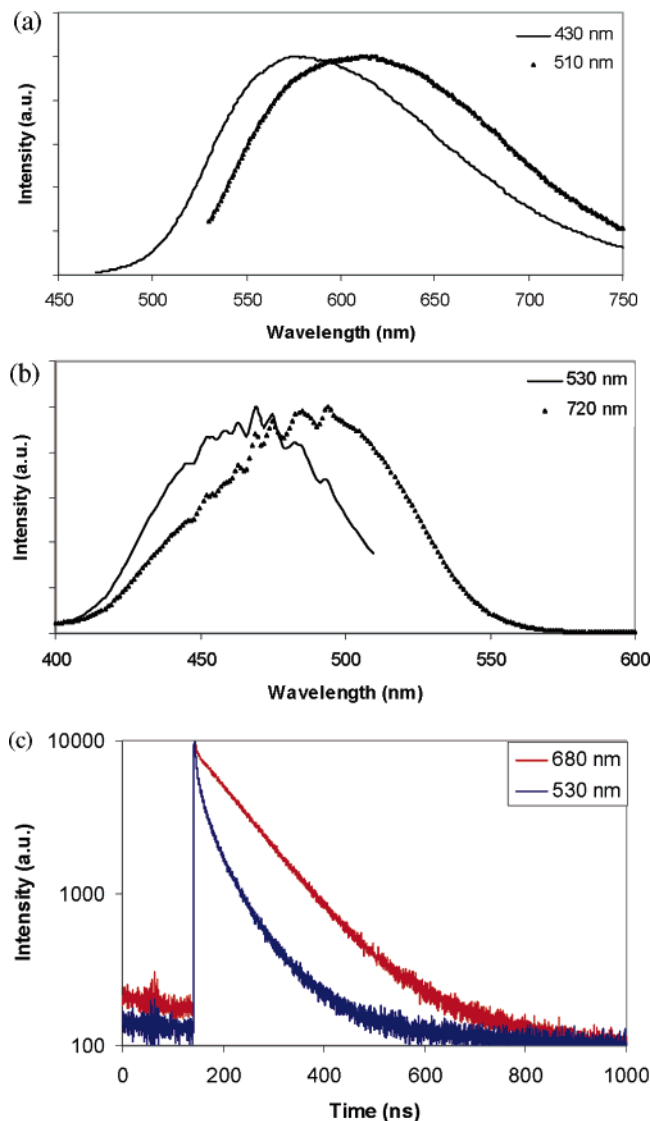 (a)
430 nm
510 nm
Intensity (a.u.)
450 500 550 600 650 700 750
Wavelength (nm)
(b)
530 nm
720 nm
Intensity (a.u.)
400 450 500 550 600
Wavelength (nm)
(c)
10000
680 nm
530 nm
Intensity (a.u.)
1000
100
0 200 400 600 800 1000
Time (ns)